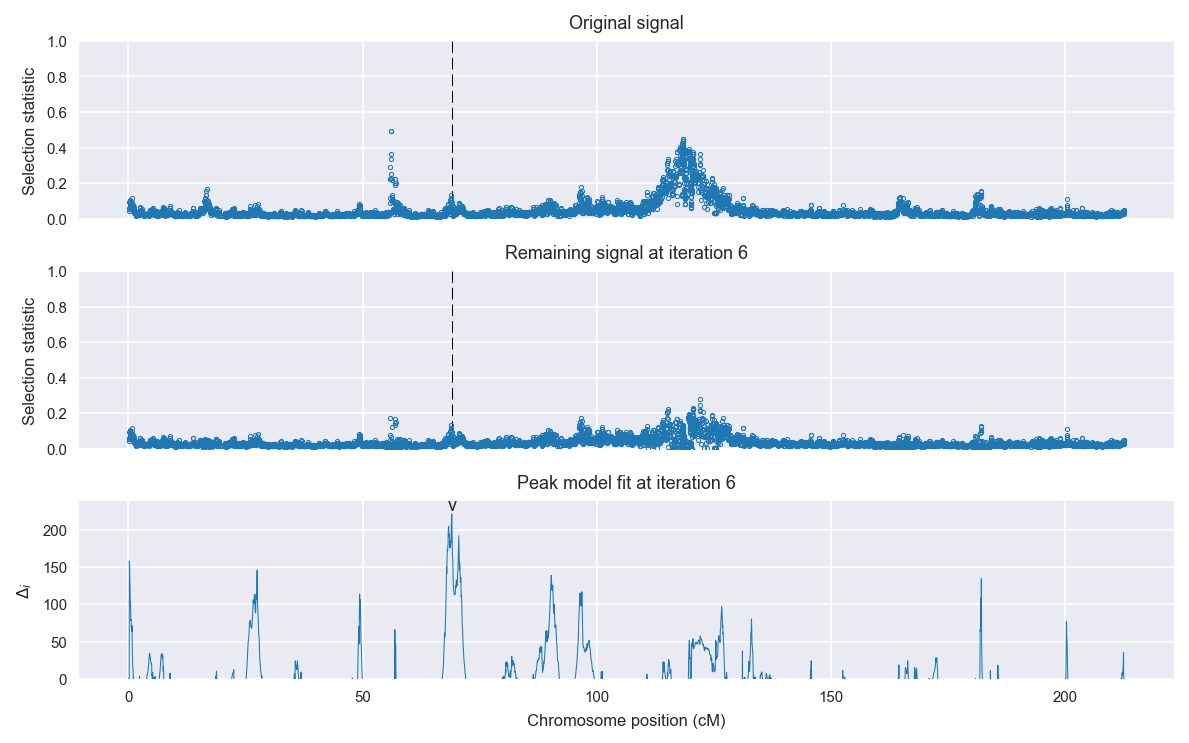 Original signal
Selection statistic
1.0
0.8
0.6
0.4
0.2
0.0
Remaining signal at iteration 6
Selection statistic
1.0
0.8
0.6
0.4
0.2
0.0
Peak model fit at iteration 6
v
Δi
200
150
100
50
0
0 50 100 150 200
Chromosome position (cM)